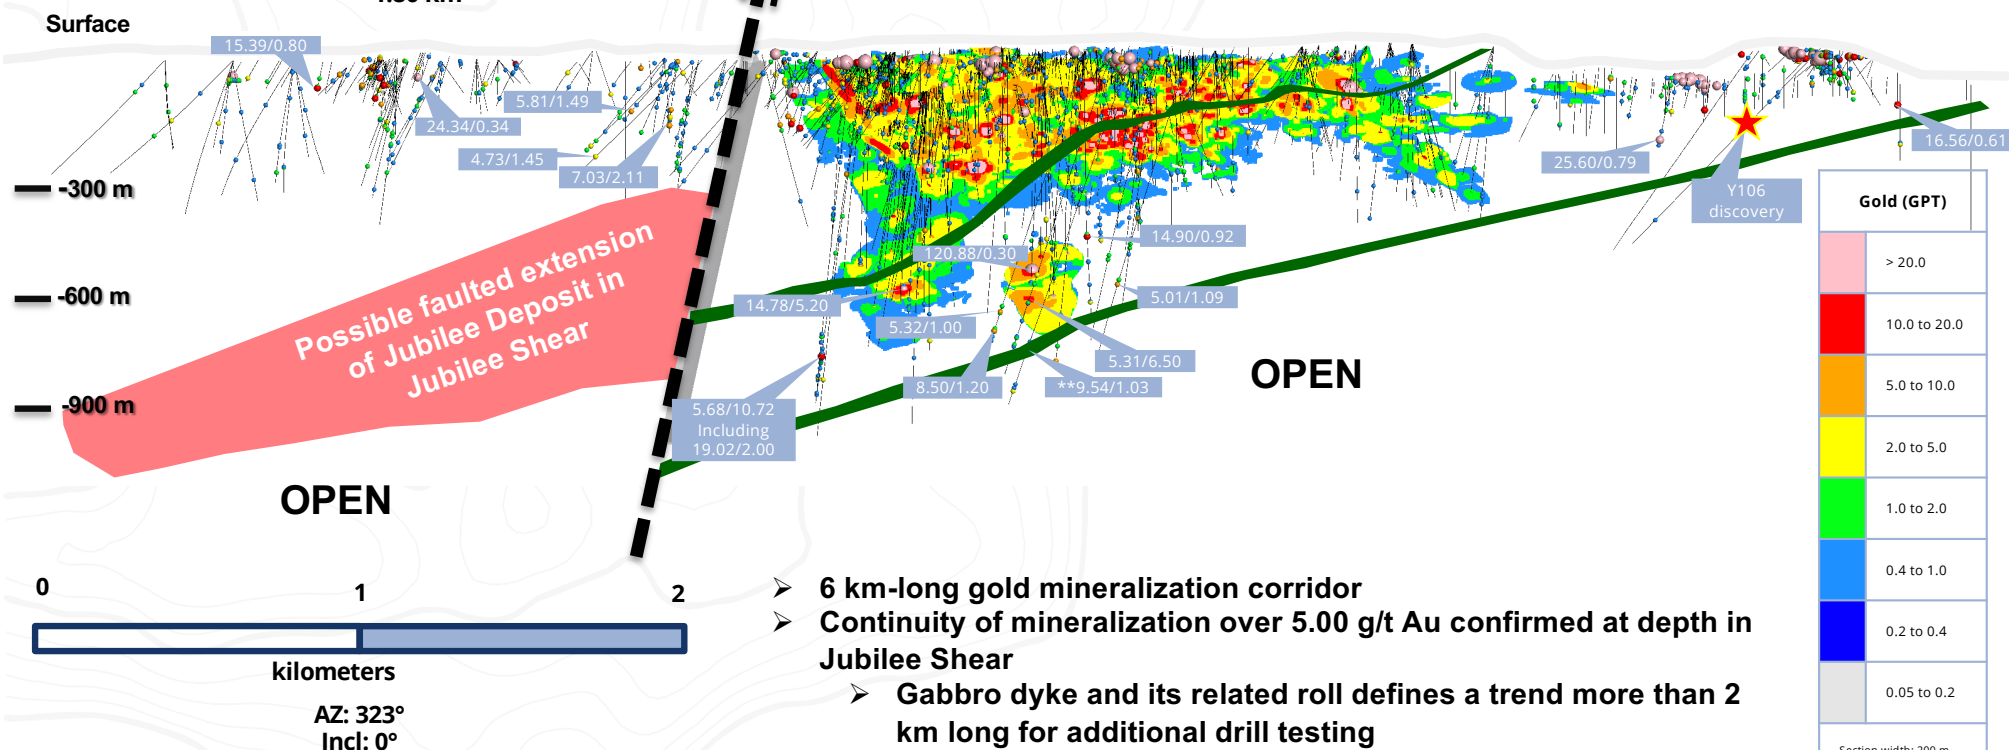 Surface
15.39/0.80
5.81/1.49
24.34/0.34
4.73/1.45
7.03/2.11
-300 m
-600 m
-900 m
Possible faulted extension
of Jubilee Deposit in
Jubilee Shear
OPEN
14.90/0.92
120.88/0.30
14.78/5.20
5.01/1.09
5.32/1.00
5.31/6.50
8.50/1.20
**9.54/1.03
5.68/10.72
Including
19.02/2.00
OPEN
25.60/0.79
Y106
discovery
16.56/0.61
Gold (GPT)
> 20.0
10.0 to 20.0
5.0 to 10.0
2.0 to 5.0
1.0 to 2.0
0.4 to 1.0
0.2 to 0.4
0.05 to 0.2
0 1 2
kilometers
AZ: 323°
Incl: 0°
➢ 6 km-long gold mineralization corridor
➢ Continuity of mineralization over 5.00 g/t Au confirmed at depth in
Jubilee Shear
➢ Gabbro dyke and its related roll defines a trend more than 2
km long for additional drill testing